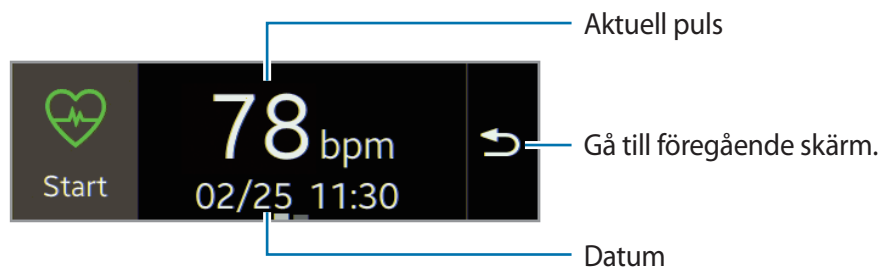 Aktuell puls
78 bpm
Gå till föregående skärm.
Start
02/25 11:30
Datum